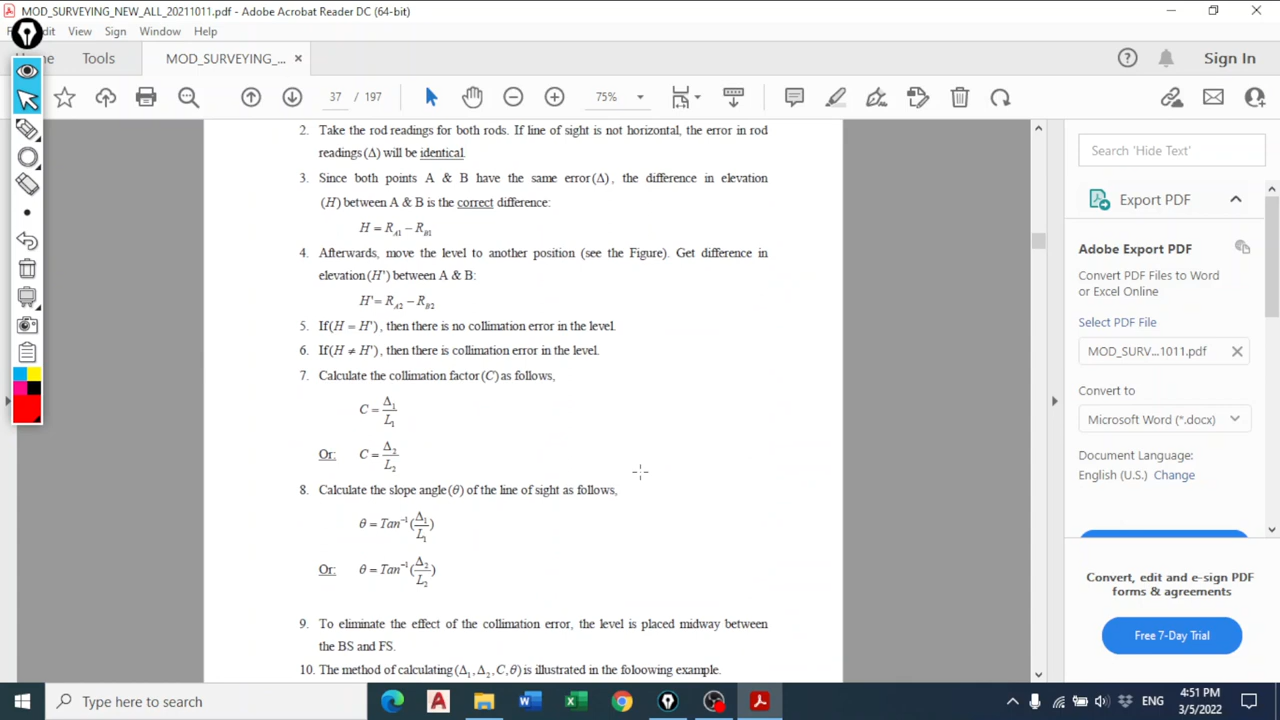 MOD_SURVEYING_NEW_ALL_20211011.pdf - Adobe Acrobat Reader DC (64-bit)
View Sign Window Help
Tools MOD_SURVEYING_... × Sign In
37 / 197 75%
2. Take the rod readings for both rods. If line of sight is not horizontal, the error in rod
readings (Δ) will be identical.
3. Since both points A & B have the same error (Δ), the difference in elevation
(H) between A & B is the correct difference:
H = R_A1 − R_B1
4. Afterwards, move the level to another position (see the Figure). Get difference in
elevation (H') between A & B:
H' = R_A2 − R_B2
5. If (H = H'), then there is no collimation error in the level.
6. If (H ≠ H'), then there is collimation error in the level.
7. Calculate the collimation factor (C) as follows,
C = Δ₁ / L₁
Or: C = Δ₂ / L₂
8. Calculate the slope angle (θ) of the line of sight as follows,
θ = Tan⁻¹(Δ₁ / L₁)
Or: θ = Tan⁻¹(Δ₂ / L₂)
9. To eliminate the effect of the collimation error, the level is placed midway between
the BS and FS.
10. The method of calculating (Δ₁, Δ₂, C, θ) is illustrated in the foloowing example.
Search 'Hide Text'
Export PDF
Adobe Export PDF
Convert PDF Files to Word
or Excel Online
Select PDF File
MOD_SURV...1011.pdf ×
Convert to
Microsoft Word (*.docx)
Document Language:
English (U.S.) Change
Convert, edit and e-sign PDF
forms & agreements
Free 7-Day Trial
Type here to search
ENG
4:51 PM
3/5/2022